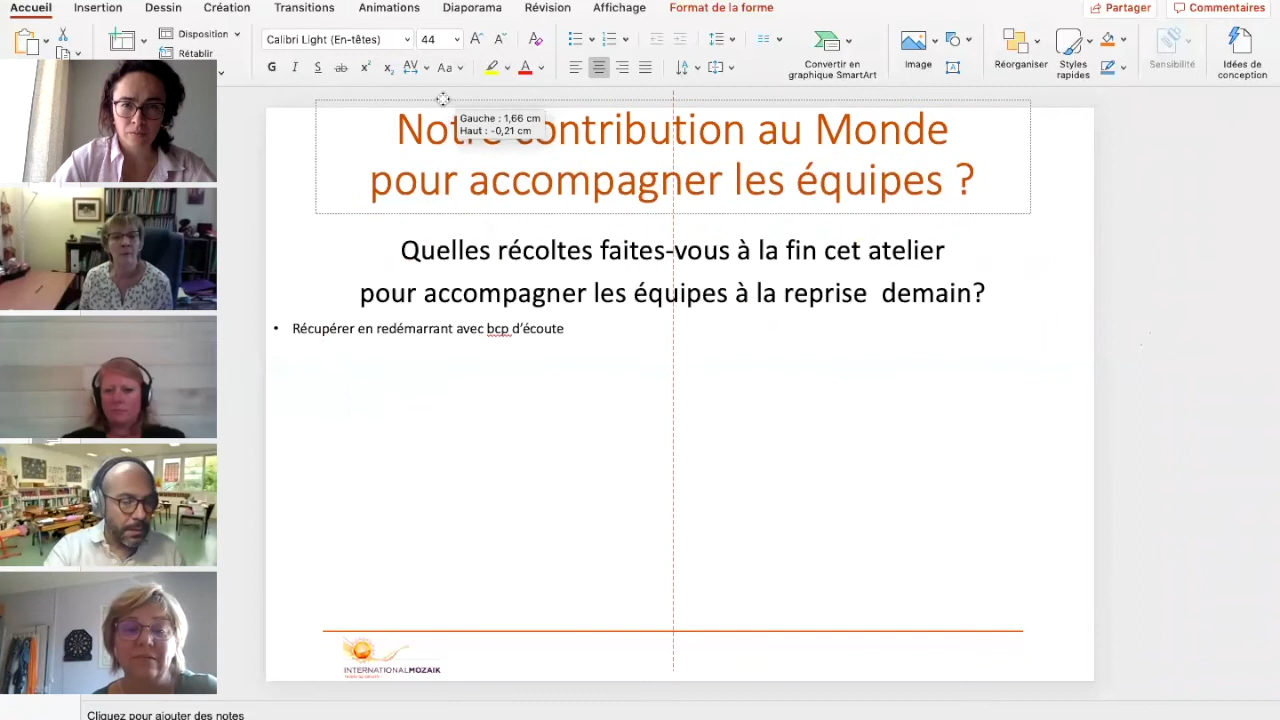 Accueil Insertion Dessin Création Transitions Animations Diaporama Révision Affichage Format de la forme Partager Commentaires
Disposition
Rétablir
Calibri Light (En-têtes) 44
Convertir en
graphique SmartArt
Image
Réorganiser
Styles
rapides
Sensibilité
Idées de
conception
Gauche : 1,66 cm
Haut : -0,21 cm
Notre contribution au Monde
pour accompagner les équipes ?
Quelles récoltes faites-vous à la fin cet atelier
pour accompagner les équipes à la reprise demain?
• Récupérer en redémarrant avec bcp d'écoute
INTERNATIONALMOZAIK
Cliquez pour ajouter des notes